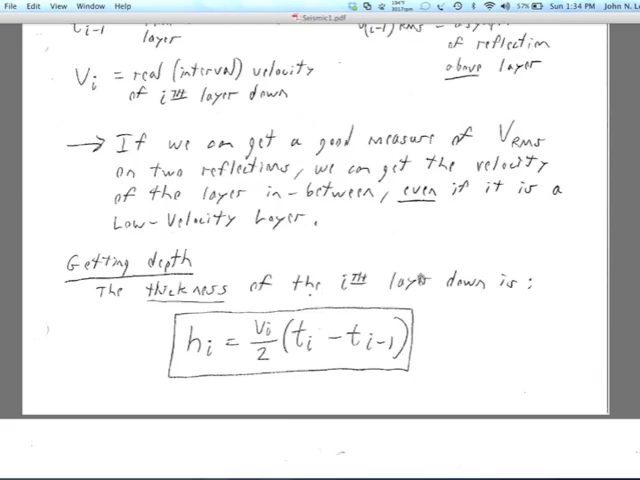 File Edit View Window Help
57% Sun 1:34 PM John N. L
Seismic1.pdf
layer
of reflection
above layer
Vi = real (interval) velocity
of iTH layer down
→ If we can get a good measure of VRMS
on two reflections, we can get the velocity
of the layer in-between, even if it is a
Low-Velocity Layer.
Getting depth
The thickness of the iTH layer down is:
hi = Vi/2 (ti - ti-1)